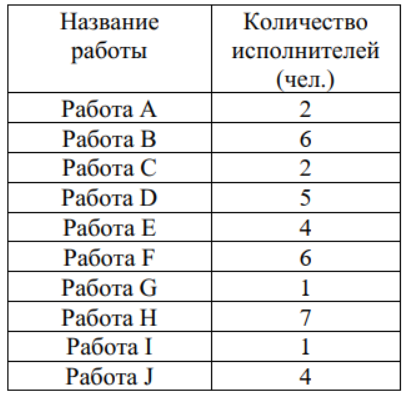 Название Количество
работы исполнителей
(чел.)
Работа A 2
Работа B 6
Работа C 2
Работа D 5
Работа E 4
Работа F 6
Работа G 1
Работа H 7
Работа I 1
Работа J 4